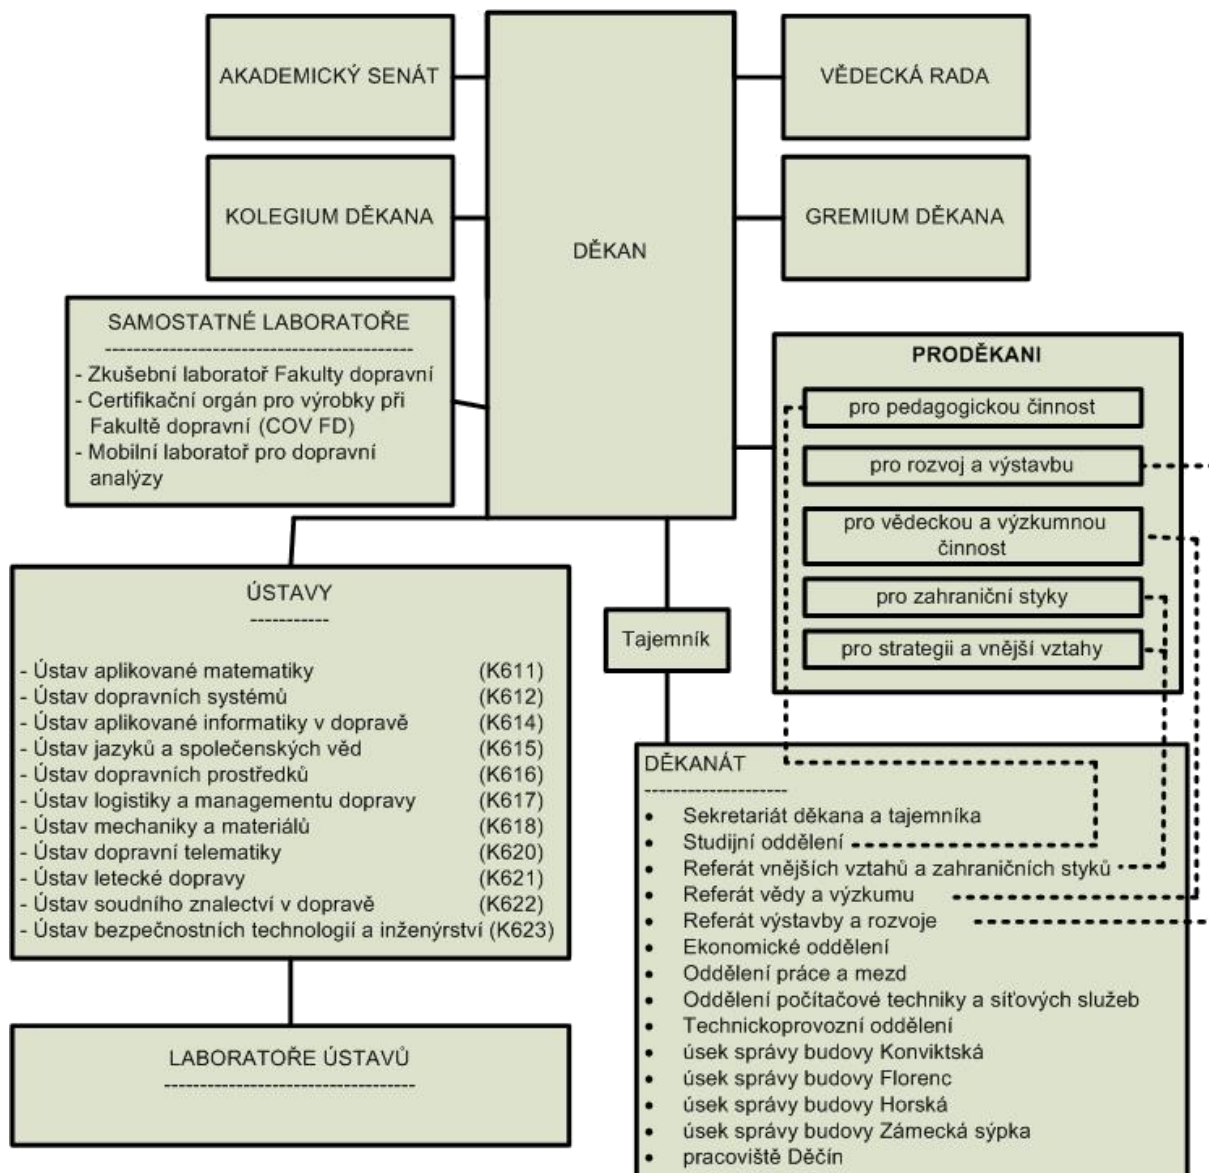 AKADEMICKÝ SENÁT
VĚDECKÁ RADA
KOLEGIUM DĚKANA
GREMIUM DĚKANA
DĚKAN
SAMOSTATNÉ LABORATOŘE
-------------------------------------------
- Zkušební laboratoř Fakulty dopravní
- Certifikační orgán pro výrobky při
Fakultě dopravní (COV FD)
- Mobilní laboratoř pro dopravní
analýzy
PRODĚKANI
pro pedagogickou činnost
pro rozvoj a výstavbu
pro vědeckou a výzkumnou
činnost
pro zahraniční styky
pro strategii a vnější vztahy
ÚSTAVY
-----------
- Ústav aplikované matematiky (K611)
- Ústav dopravních systémů (K612)
- Ústav aplikované informatiky v dopravě (K614)
- Ústav jazyků a společenských věd (K615)
- Ústav dopravních prostředků (K616)
- Ústav logistiky a managementu dopravy (K617)
- Ústav mechaniky a materiálů (K618)
- Ústav dopravní telematiky (K620)
- Ústav letecké dopravy (K621)
- Ústav soudního znalectví v dopravě (K622)
- Ústav bezpečnostních technologií a inženýrství (K623)
LABORATOŘE ÚSTAVŮ
-----------------------------------
Tajemník
DĚKANÁT
--------------------
• Sekretariát děkana a tajemníka
• Studijní oddělení
• Referát vnějších vztahů a zahraničních styků
• Referát vědy a výzkumu
• Referát výstavby a rozvoje
• Ekonomické oddělení
• Oddělení práce a mezd
• Oddělení počítačové techniky a síťových služeb
• Technickoprovozní oddělení
• úsek správy budovy Konviktská
• úsek správy budovy Florenc
• úsek správy budovy Horská
• úsek správy budovy Zámecká sýpka
• pracoviště Děčín